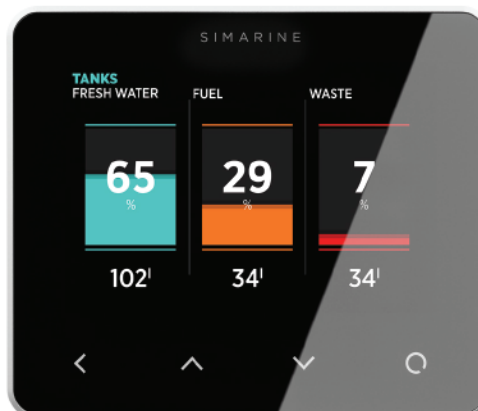 SIMARINE
TANKS
FRESH WATER
FUEL
WASTE
65
%
29
%
7
%
102l
34l
34l